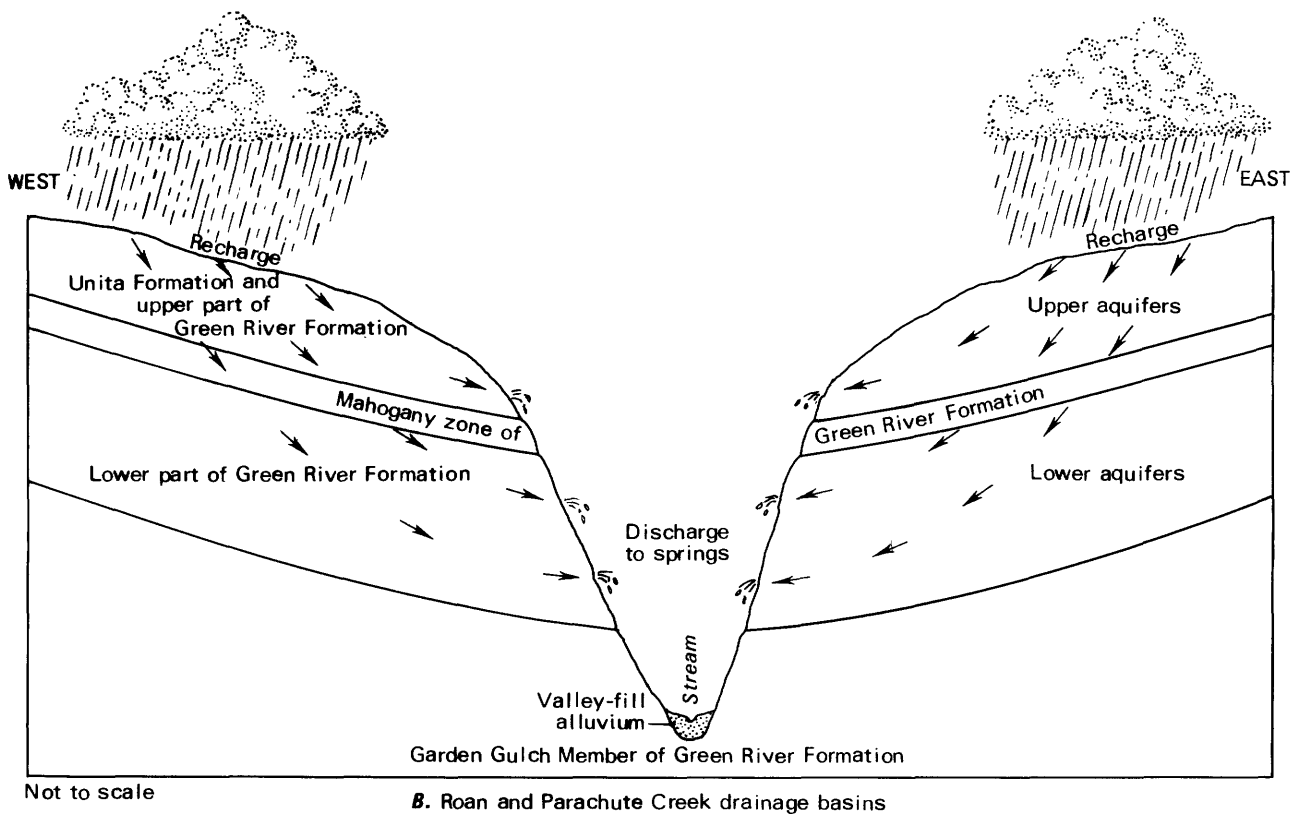 WEST
EAST
Recharge
Recharge
Unita Formation and
upper part of
Green River Formation
Upper aquifers
Mahogany zone of
Green River Formation
Lower part of Green River Formation
Lower aquifers
Discharge
to springs
Stream
Valley-fill
alluvium
Garden Gulch Member of Green River Formation
Not to scale
B. Roan and Parachute Creek drainage basins